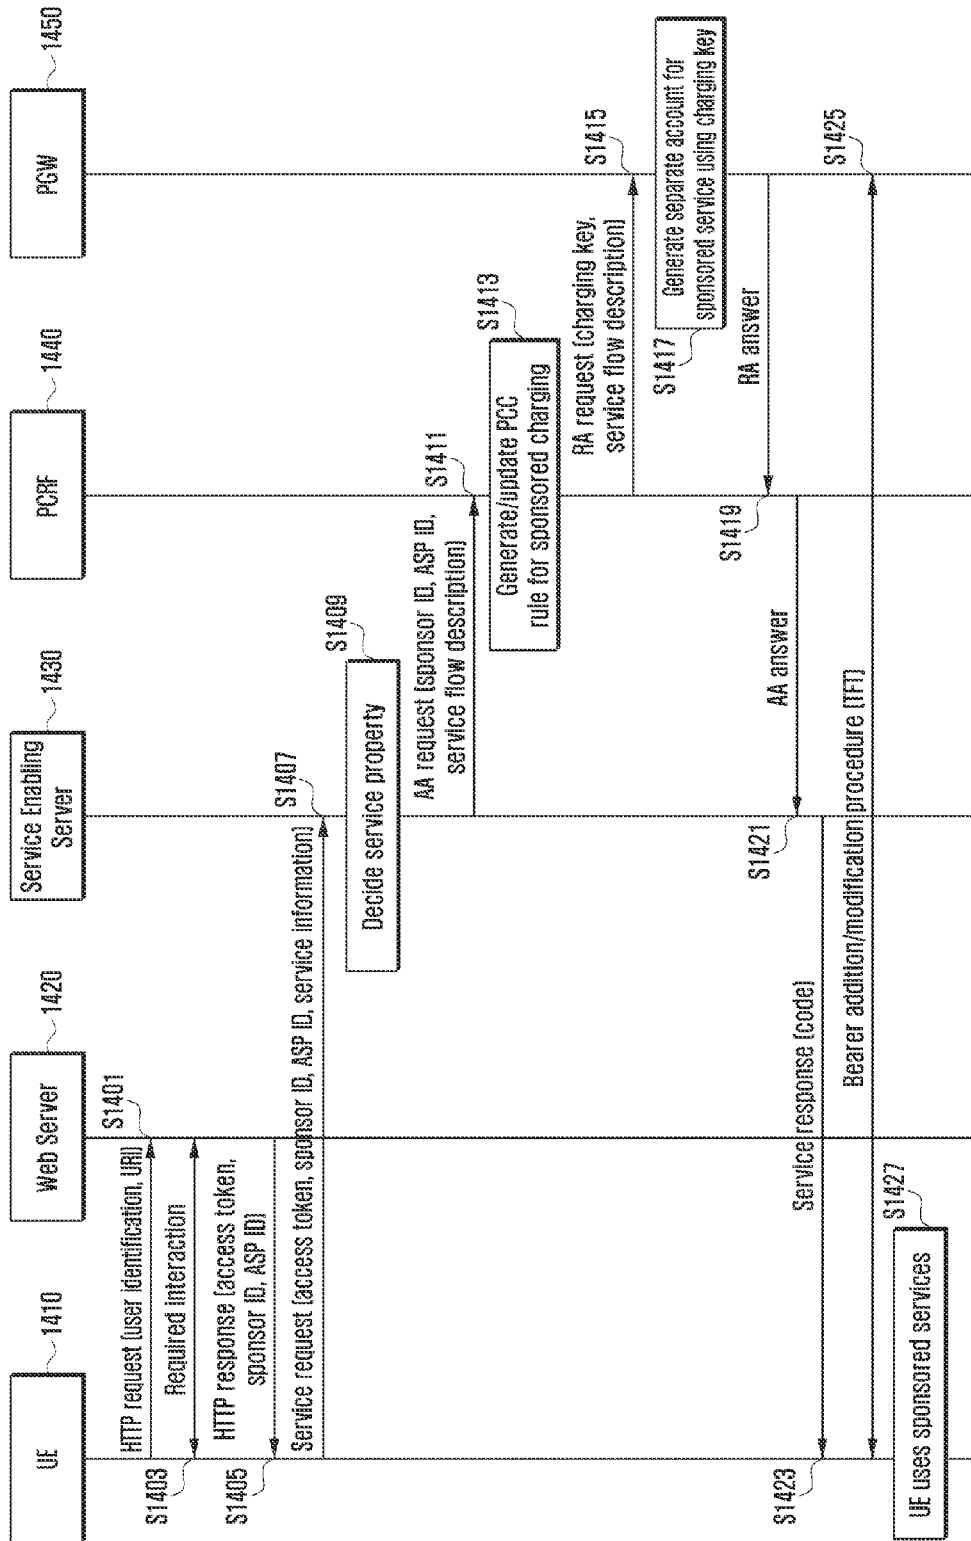 UE
1410
Web Server
1420
Service Enabling
Server
1430
PCRF
1440
PGW
1450
HTTP request (user identification, URI)
S1401
Required interaction
S1403
HTTP response (access token,
sponsor ID, ASP ID)
S1405
Service request (access token, sponsor ID, ASP ID, service information)
S1407
Decide service property
S1409
AA request (sponsor ID, ASP ID,
service flow description)
S1411
Generate/update PCC
rule for sponsored charging
S1413
RA request (charging key,
service flow description)
S1415
Generate separate account for
sponsored service using charging key
S1417
RA answer
S1419
AA answer
S1421
Service response (code)
S1423
Bearer addition/modification procedure (TFT)
S1425
UE uses sponsored services
S1427